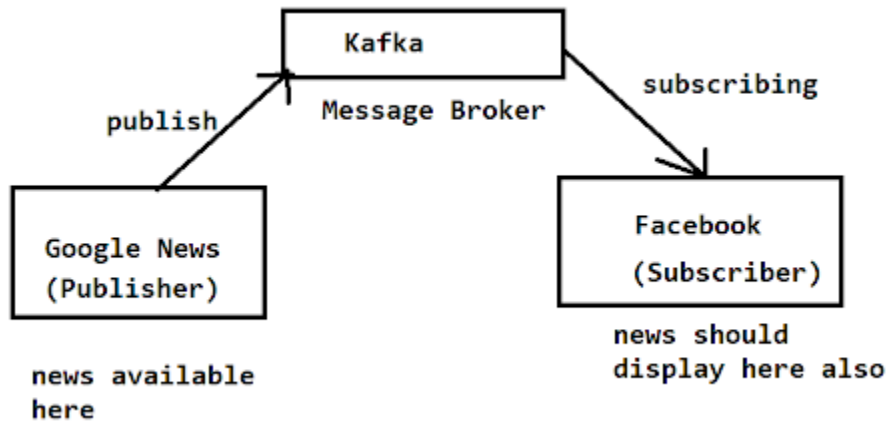 Kafka
Message Broker
publish
subscribing
Google News
(Publisher)
Facebook
(Subscriber)
news available
here
news should
display here also